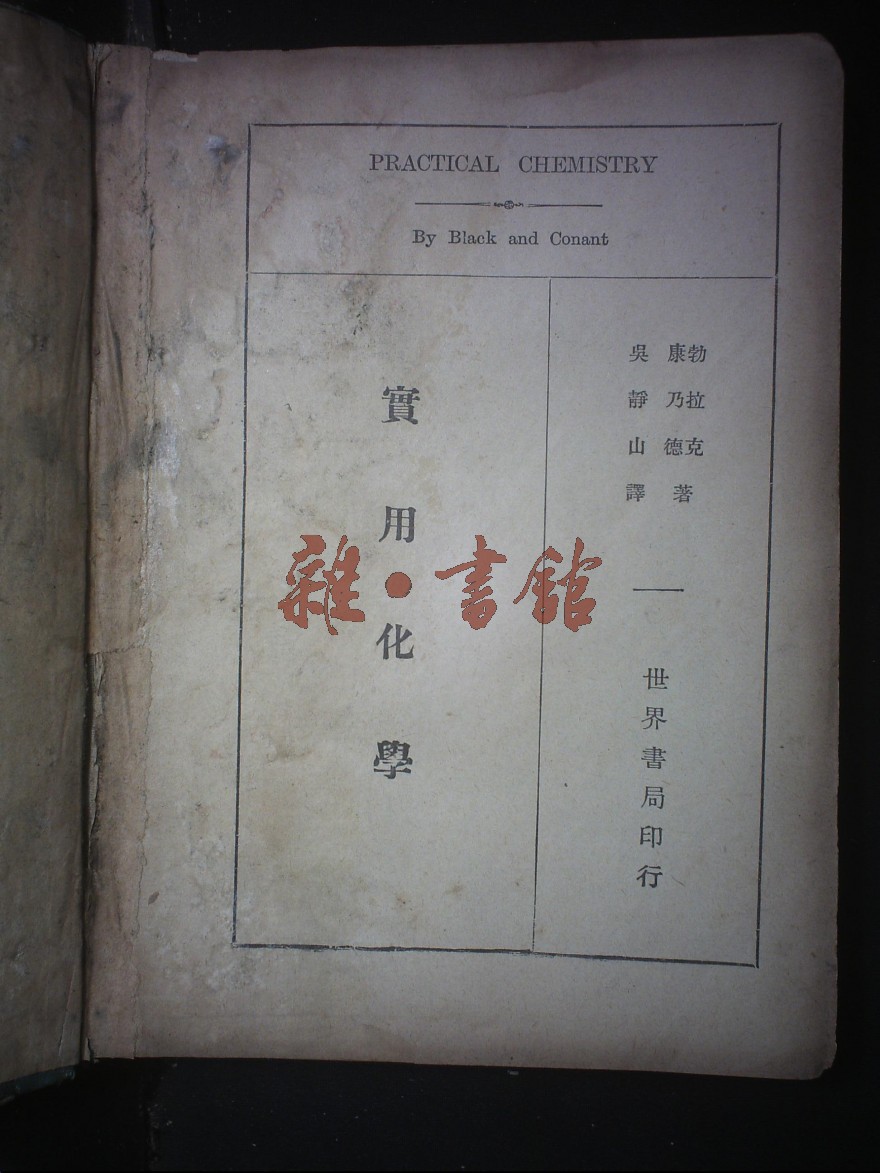 PRACTICAL CHEMISTRY
By Black and Conant
勃拉克
康乃德
著
吳靜山譯
世界書局印行
實用化學
雜·書館